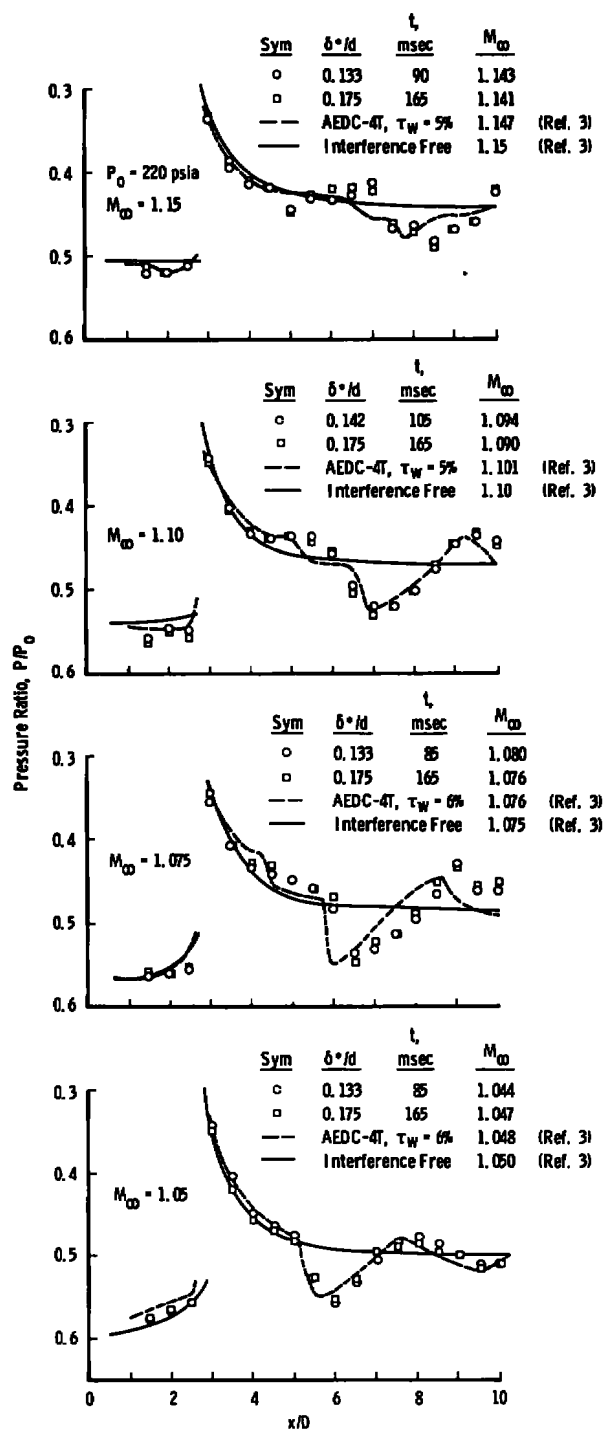 t,
Sym δ*/d msec M∞
○ 0.133 90 1.143
□ 0.175 165 1.141
AEDC-4T, τW = 5% 1.147 (Ref. 3)
Interference Free 1.15 (Ref. 3)
0.3
0.4
0.5
0.6
P0 = 220 psia
M∞ = 1.15
t,
Sym δ*/d msec M∞
○ 0.142 105 1.094
□ 0.175 165 1.090
AEDC-4T, τW = 5% 1.101 (Ref. 3)
Interference Free 1.10 (Ref. 3)
0.3
0.4
0.5
0.6
M∞ = 1.10
Pressure Ratio, P/P0
t,
Sym δ*/d msec M∞
○ 0.133 85 1.080
□ 0.175 165 1.076
AEDC-4T, τW = 6% 1.076 (Ref. 3)
Interference Free 1.075 (Ref. 3)
0.3
0.4
0.5
0.6
M∞ = 1.075
t,
Sym δ*/d msec M∞
○ 0.133 85 1.044
□ 0.175 165 1.047
AEDC-4T, τW = 6% 1.048 (Ref. 3)
Interference Free 1.050 (Ref. 3)
0.3
0.4
0.5
0.6
M∞ = 1.05
0 2 4 6 8 10
x/D